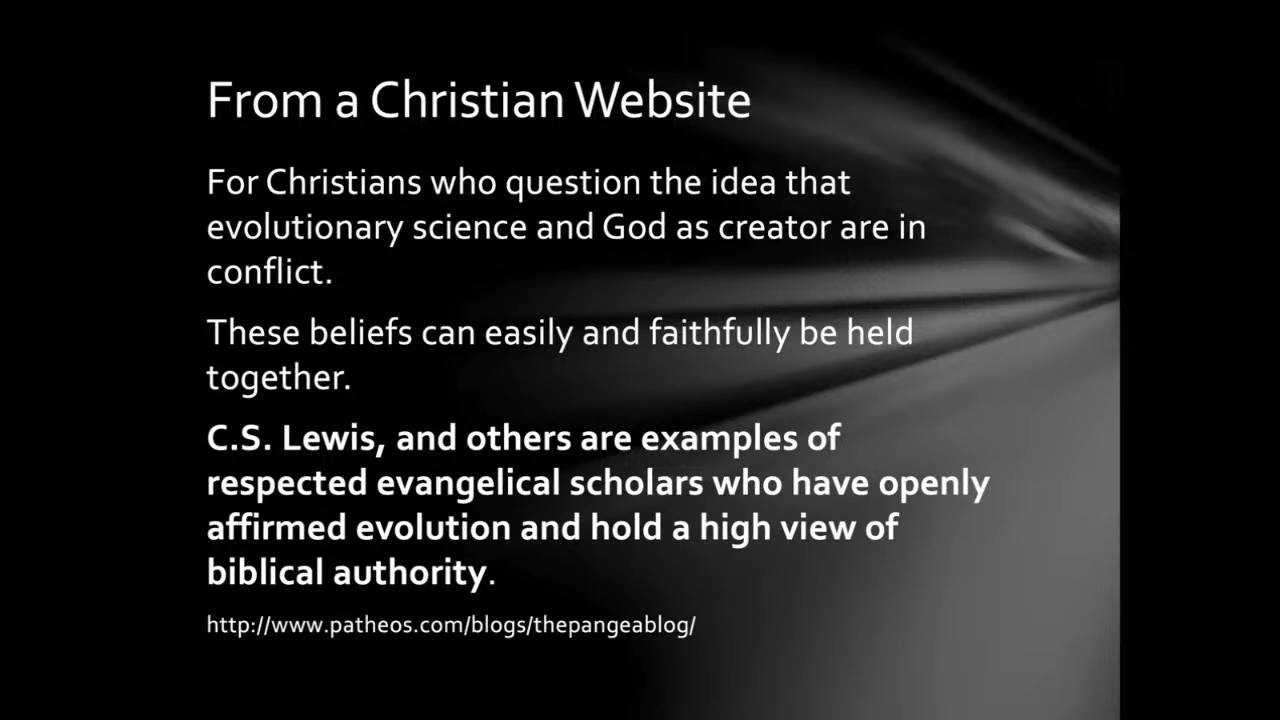 From a Christian Website
For Christians who question the idea that
evolutionary science and God as creator are in
conflict.
These beliefs can easily and faithfully be held
together.
C.S. Lewis, and others are examples of
respected evangelical scholars who have openly
affirmed evolution and hold a high view of
biblical authority.
http://www.patheos.com/blogs/thepangeablog/